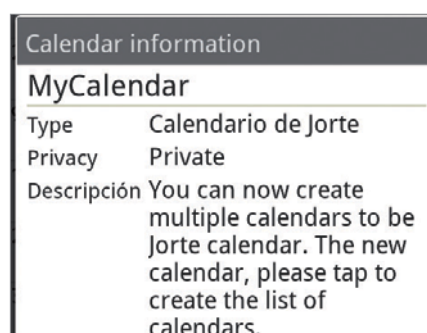 Calendar information
MyCalendar
Type Calendario de Jorte
Privacy Private
Descripción You can now create
multiple calendars to be
Jorte calendar. The new
calendar, please tap to
create the list of
calendars.